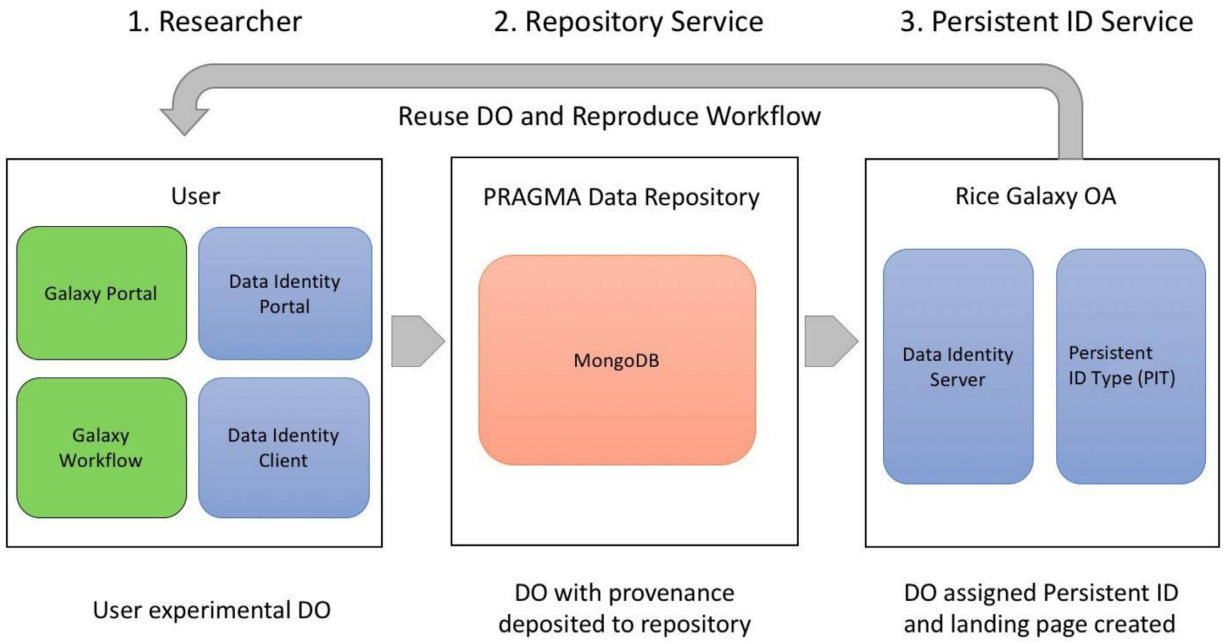 1. Researcher
2. Repository Service
3. Persistent ID Service
Reuse DO and Reproduce Workflow
User
Galaxy Portal
Data Identity
Portal
Galaxy
Workflow
Data Identity
Client
PRAGMA Data Repository
MongoDB
Rice Galaxy OA
Data Identity
Server
Persistent
ID Type (PIT)
User experimental DO
DO with provenance
deposited to repository
DO assigned Persistent ID
and landing page created